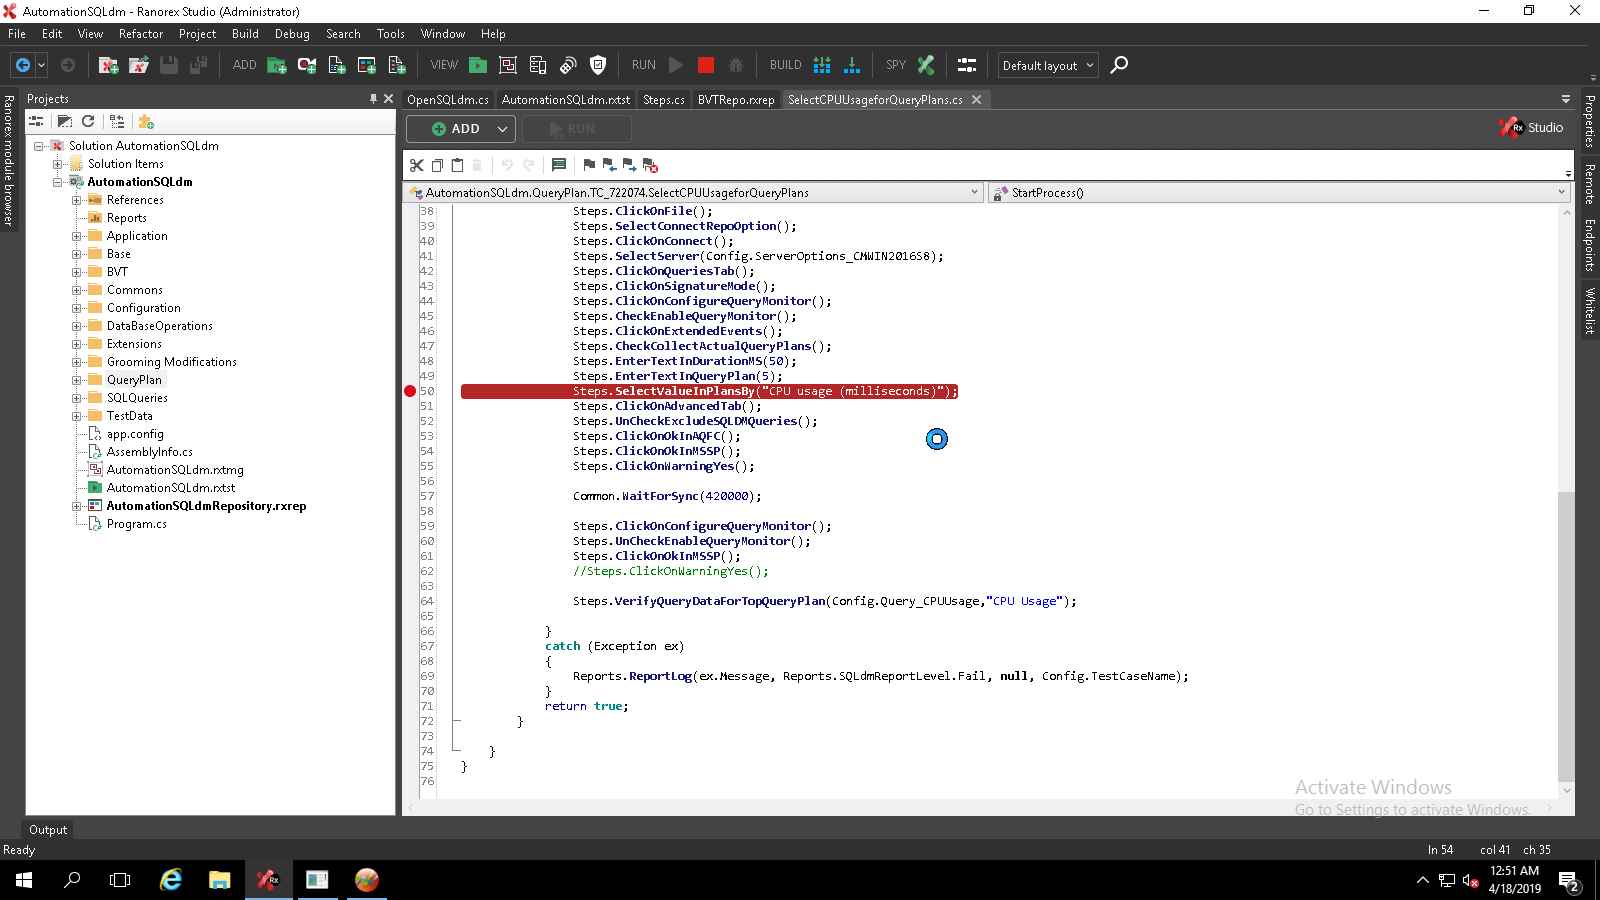 AutomationSQLdm - Ranorex Studio (Administrator)
File Edit View Refactor Project Build Debug Search Tools Window Help
ADD VIEW RUN BUILD SPY Default layout
Ranorex module browser
Projects
Solution AutomationSQLdm
Solution Items
AutomationSQLdm
References
Reports
Application
Base
BVT
Commons
Configuration
DataBaseOperations
Extensions
Grooming Modifications
QueryPlan
SQLQueries
TestData
app.config
AssemblyInfo.cs
AutomationSQLdm.rxtmg
AutomationSQLdm.rxtst
AutomationSQLdmRepository.rxrep
Program.cs
OpenSQLdm.cs AutomationSQLdm.rxtst Steps.cs BVTRepo.rxrep SelectCPUUsageforQueryPlans.cs
ADD RUN
Rx Studio
AutomationSQLdm.QueryPlan.TC_722074.SelectCPUUsageforQueryPlans StartProcess()
38 Steps.ClickOnFile();
39 Steps.SelectConnectRepoOption();
40 Steps.ClickOnConnect();
41 Steps.SelectServer(Config.ServerOptions_CMWIN2016S8);
42 Steps.ClickOnQueriesTab();
43 Steps.ClickOnSignatureMode();
44 Steps.ClickOnConfigureQueryMonitor();
45 Steps.CheckEnableQueryMonitor();
46 Steps.ClickOnExtendedEvents();
47 Steps.CheckCollectActualQueryPlans();
48 Steps.EnterTextInDurationMS(50);
49 Steps.EnterTextInQueryPlan(5);
50 Steps.SelectValueInPlansBy("CPU usage (milliseconds)");
51 Steps.ClickOnAdvancedTab();
52 Steps.UnCheckExcludeSQLDMQueries();
53 Steps.ClickOnOkInAQFC();
54 Steps.ClickOnOkInMSSP();
55 Steps.ClickOnWarningYes();
56
57 Common.WaitForSync(420000);
58
59 Steps.ClickOnConfigureQueryMonitor();
60 Steps.UnCheckEnableQueryMonitor();
61 Steps.ClickOnOkInMSSP();
62 //Steps.ClickOnWarningYes();
63
64 Steps.VerifyQueryDataForTopQueryPlan(Config.Query_CPUUsage,"CPU Usage");
65
66 }
67 catch (Exception ex)
68 {
69 Reports.ReportLog(ex.Message, Reports.SQLdmReportLevel.Fail, null, Config.TestCaseName);
70 }
71 return true;
72 }
73
74 }
75 }
76
Properties
Remote Endpoints
Whitelist
Activate Windows
Go to Settings to activate Windows.
Output
Ready ln 54 col 41 ch 35
Rx
12:51 AM
4/18/2019
2